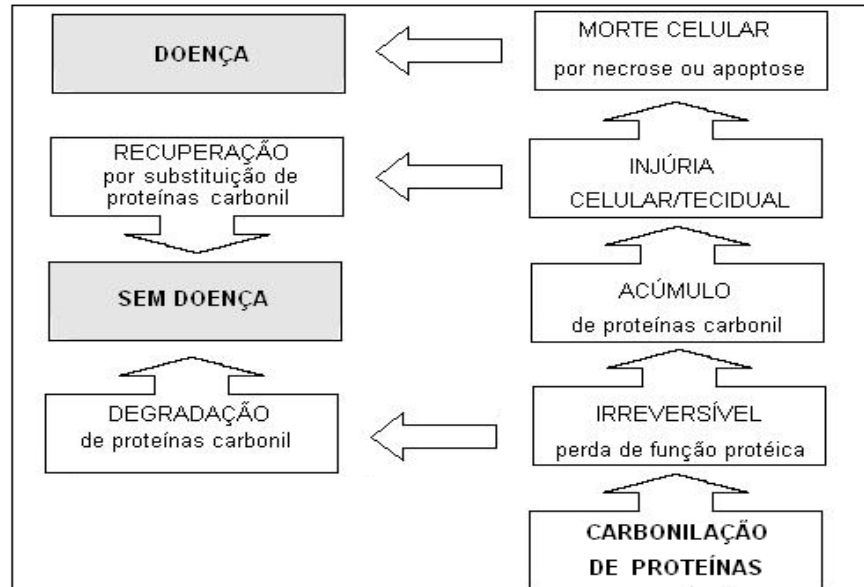 DOENÇA
MORTE CELULAR
por necrose ou apoptose
RECUPERAÇÃO
por substituição de
proteínas carbonil
INJÚRIA
CELULAR/TECIDUAL
SEM DOENÇA
ACÚMULO
de proteínas carbonil
DEGRADAÇÃO
de proteínas carbonil
IRREVERSÍVEL
perda de função protéica
CARBONILAÇÃO
DE PROTEÍNAS